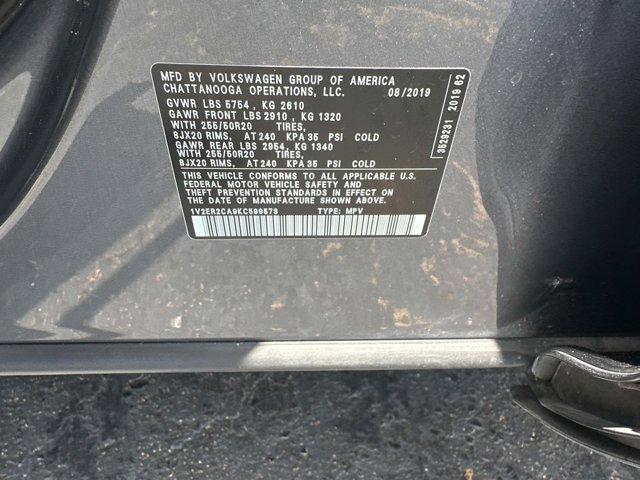 MFD BY VOLKSWAGEN GROUP OF AMERICA
CHATTANOOGA OPERATIONS, LLC. 08/2019
GVWR LBS 5754 , KG 2610
GAWR FRONT LBS 2910 , KG 1320
WITH 255/50R20 TIRES,
8JX20 RIMS, AT 240 KPA 35 PSI COLD
GAWR REAR LBS 2954, KG 1340
WITH 255/50R20 TIRES,
8JX20 RIMS, AT 240 KPA 35 PSI COLD
THIS VEHICLE CONFORMS TO ALL APPLICABLE U.S.
FEDERAL MOTOR VEHICLE SAFETY AND
THEFT PREVENTION STANDARDS IN EFFECT ON
THE DATE OF MANUFACTURE SHOWN ABOVE.
1V2ER2CA9KC599573 TYPE: MPV
3529231 2019 62